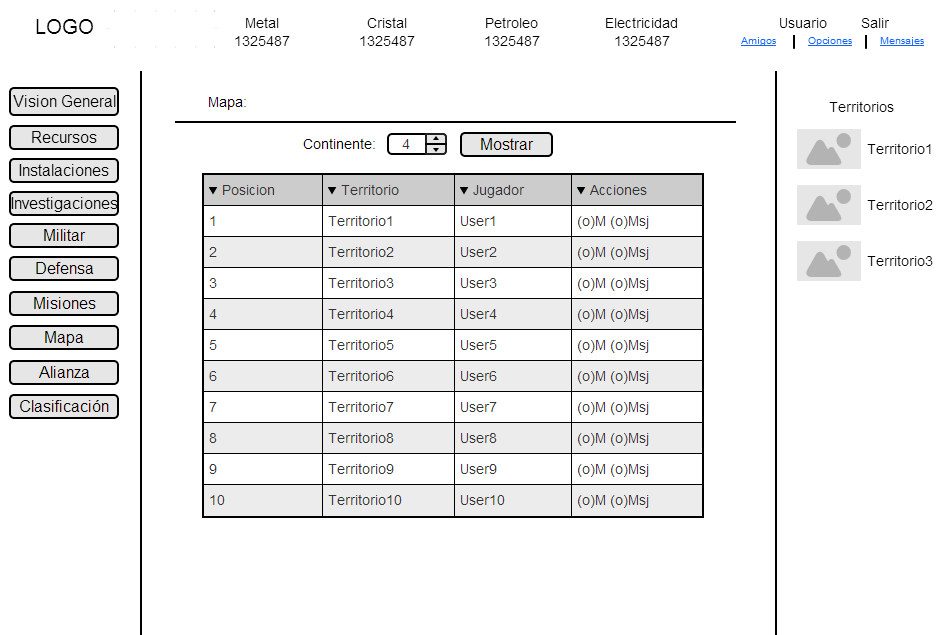 LOGO
Metal Cristal Petroleo Electricidad Usuario Salir
1325487 1325487 1325487 1325487 Amigos Opciones Mensajes
Vision General
Recursos
Instalaciones
Investigaciones
Militar
Defensa
Misiones
Mapa
Alianza
Clasificación
Mapa:
Continente: 4 Mostrar
Posicion Territorio Jugador Acciones
1 Territorio1 User1 (o)M (o)Msj
2 Territorio2 User2 (o)M (o)Msj
3 Territorio3 User3 (o)M (o)Msj
4 Territorio4 User4 (o)M (o)Msj
5 Territorio5 User5 (o)M (o)Msj
6 Territorio6 User6 (o)M (o)Msj
7 Territorio7 User7 (o)M (o)Msj
8 Territorio8 User8 (o)M (o)Msj
9 Territorio9 User9 (o)M (o)Msj
10 Territorio10 User10 (o)M (o)Msj
Territorios
Territorio1
Territorio2
Territorio3